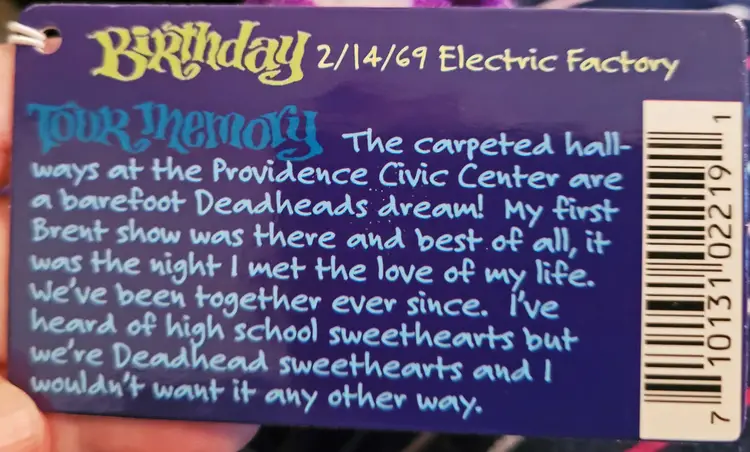 Birthday 2/14/69 Electric Factory
Tour Memory The carpeted hall-
ways at the Providence Civic Center are
a barefoot Deadheads dream! My first
Brent show was there and best of all, it
was the night I met the love of my life.
We've been together ever since. I've
heard of high school sweethearts but
we're Deadhead sweethearts and I
wouldn't want it any other way.
7 10131 02219 1